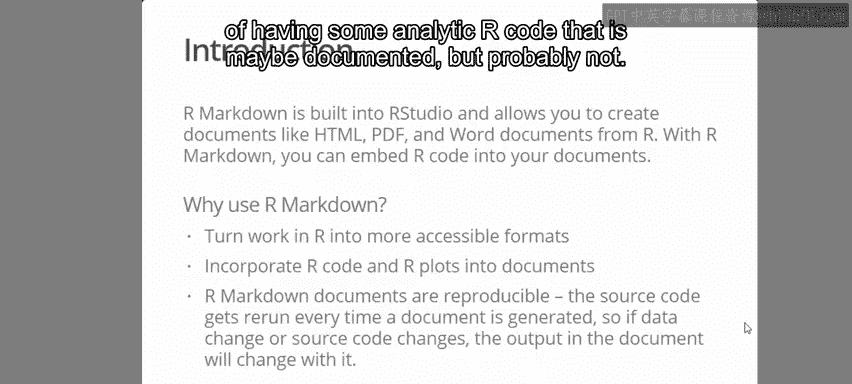 of having some analytic R code that is
maybe documented, but probably not.
Introduction
R Markdown is built into RStudio and allows you to create
documents like HTML, PDF, and Word documents from R. With R
Markdown, you can embed R code into your documents.
Why use R Markdown?
· Turn work in R into more accessible formats
· Incorporate R code and R plots into documents
· R Markdown documents are reproducible – the source code
gets rerun every time a document is generated, so if data
change or source code changes, the output in the document
will change with it.